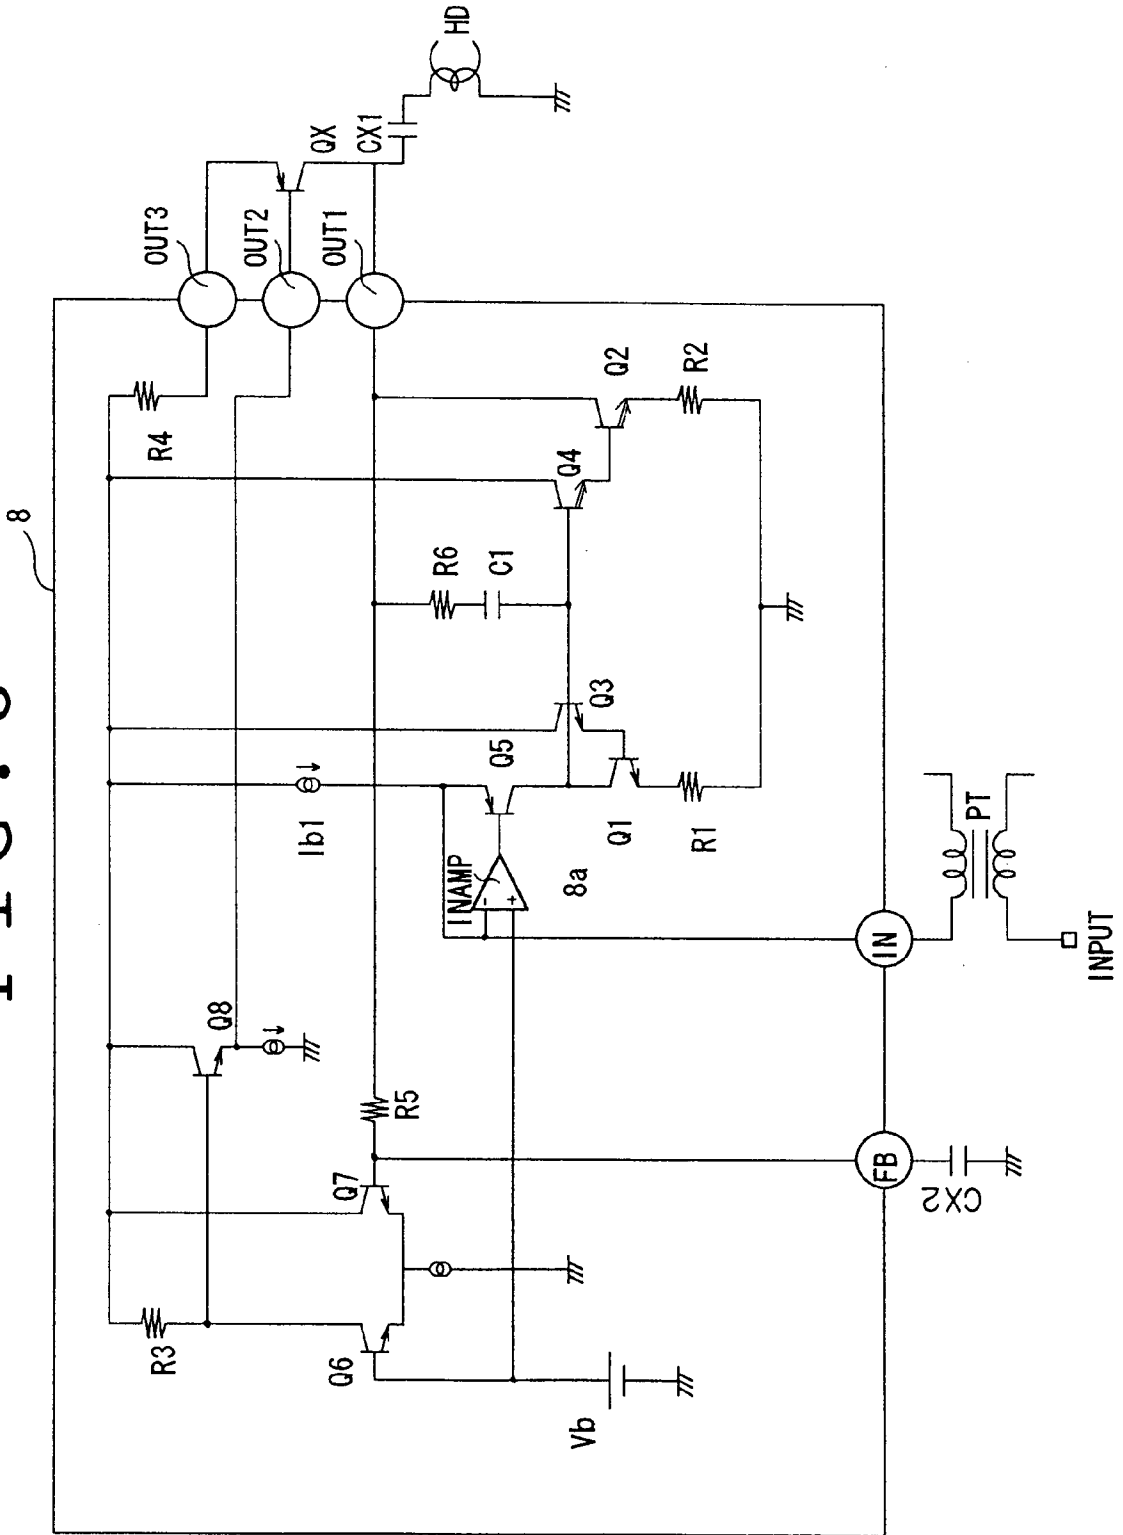 8
OUT3
OUT2
OUT1
QX
CX1
HD
R4
Q2
R2
Q4
R6
C1
Q3
Q5
Ib1
Q1
R1
INAMP
-
+
8a
Q8
R5
Q7
R3
Q6
Vb
FB
CX2
IN
PT
INPUT